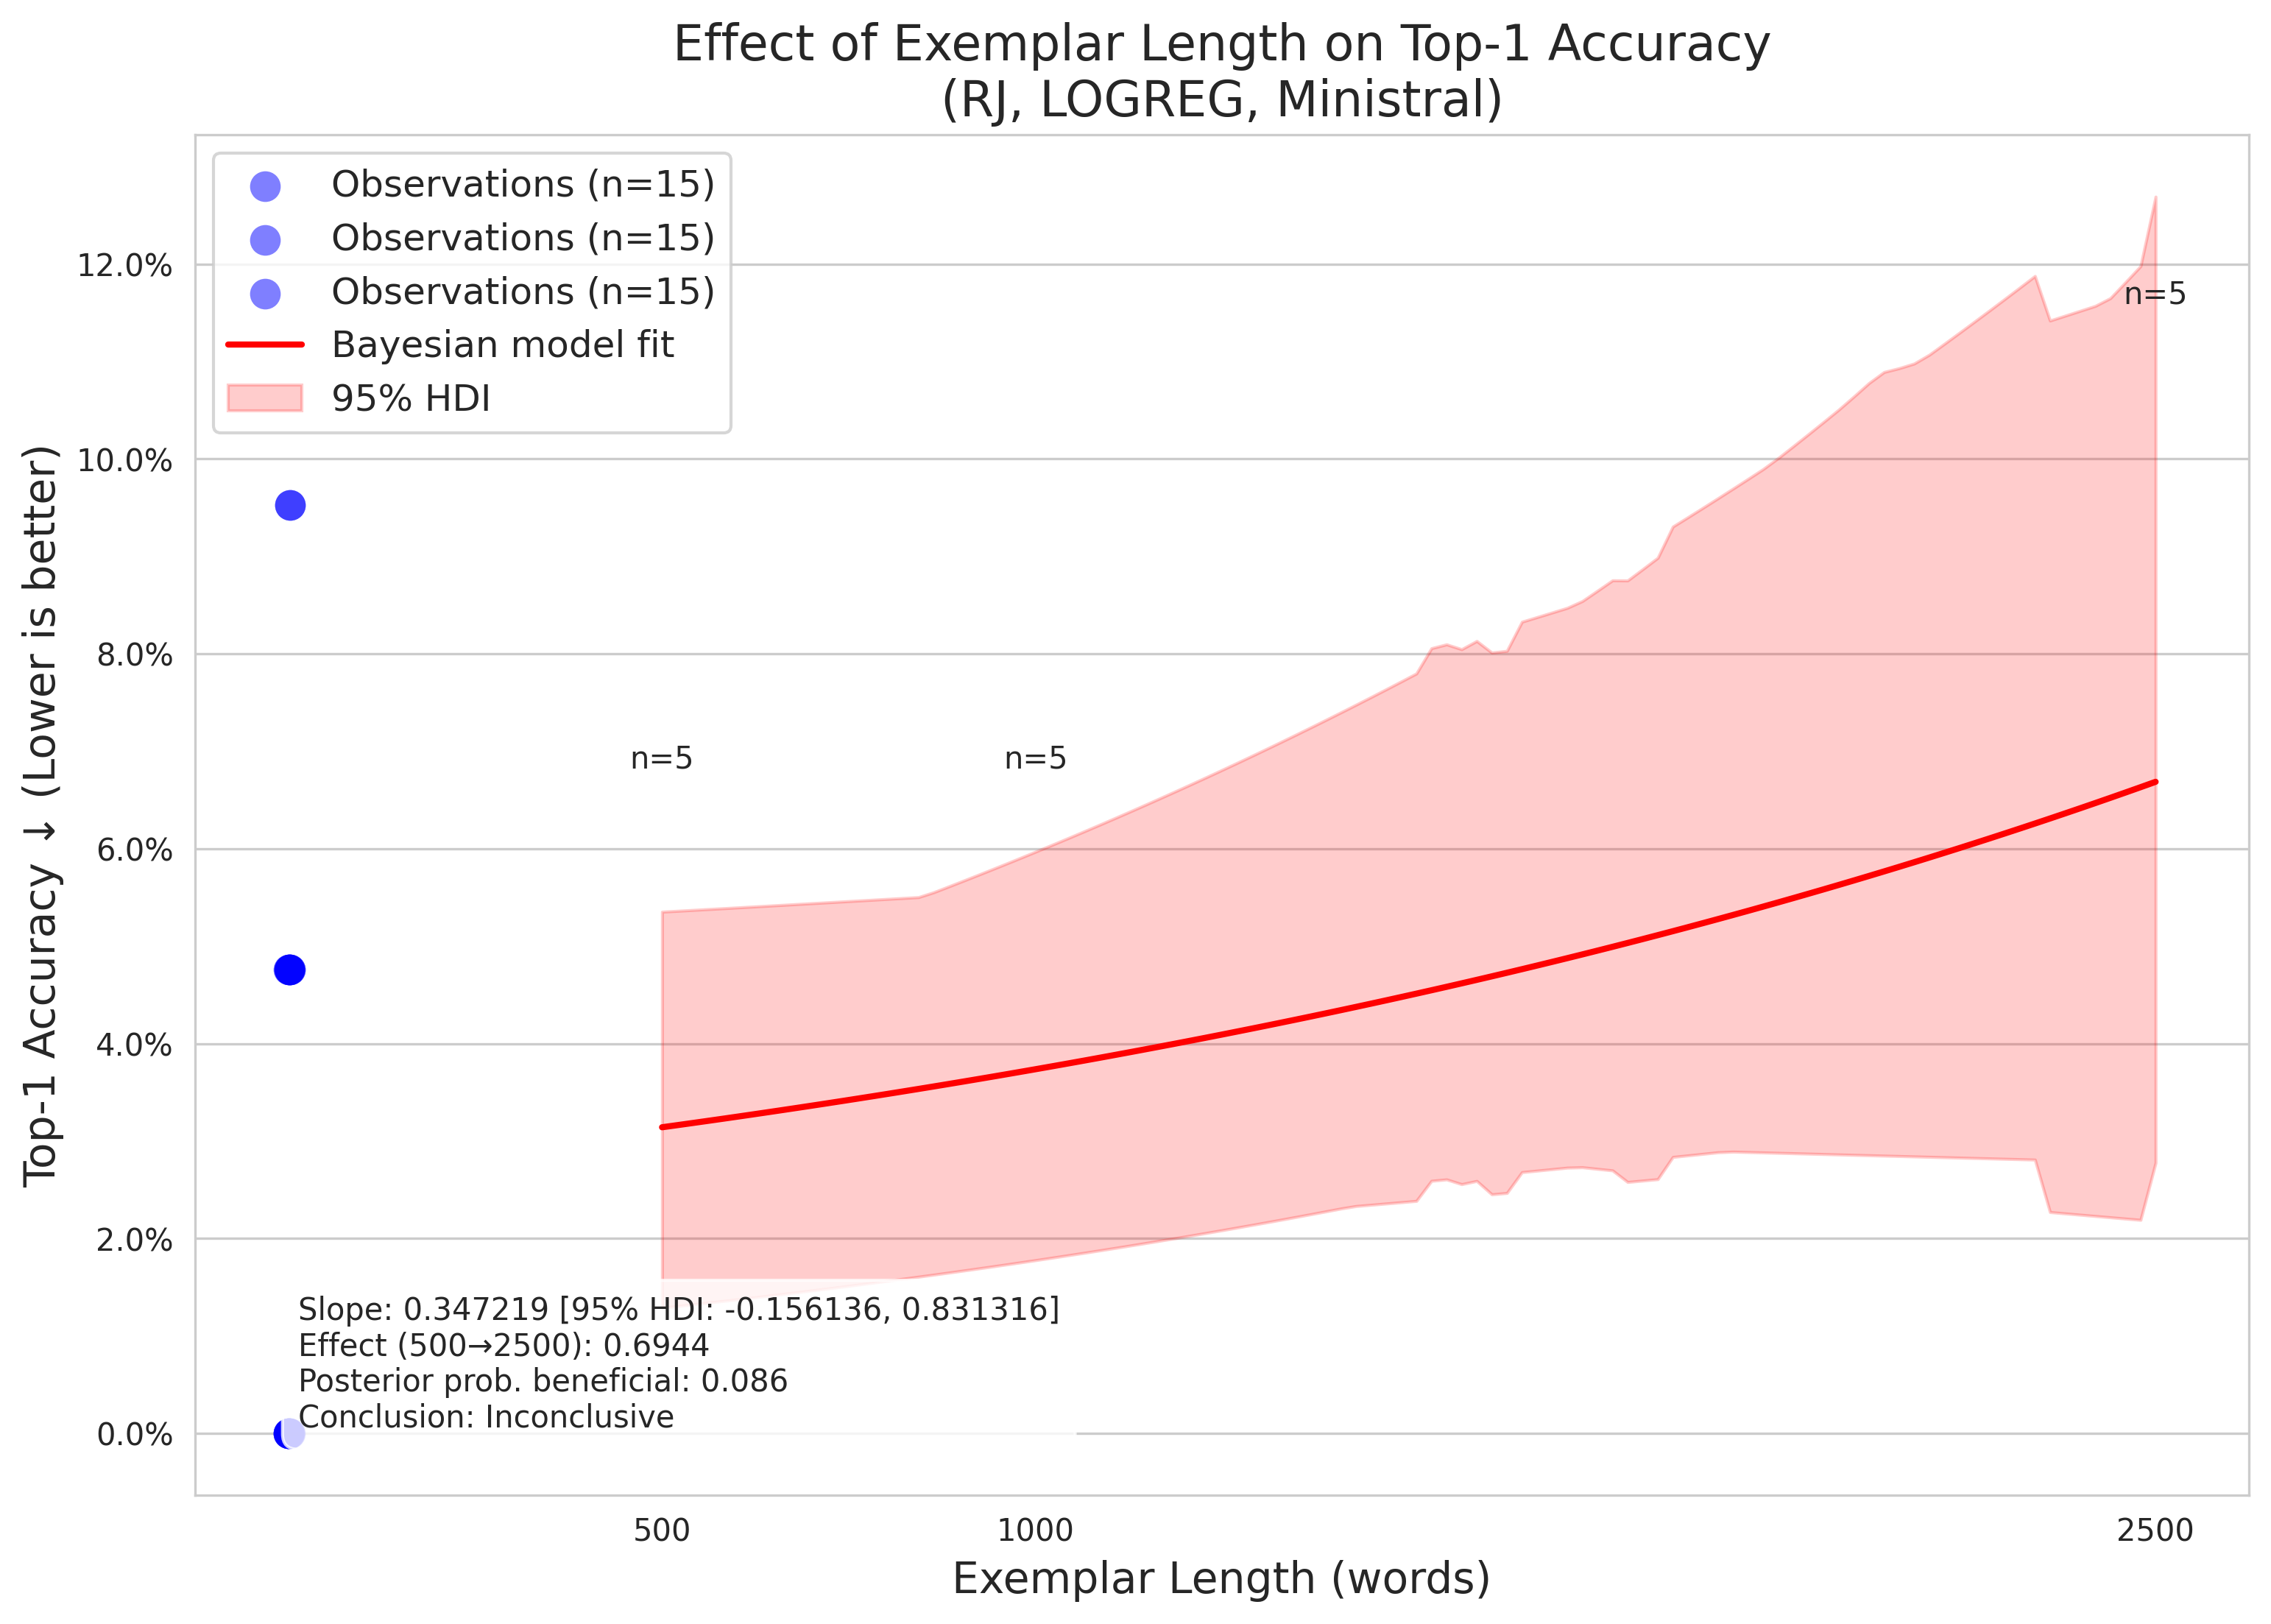 Effect of Exemplar Length on Top-1 Accuracy
(RJ, LOGREG, Ministral)
Observations (n=15)
Observations (n=15)
Observations (n=15)
Bayesian model fit
95% HDI
12.0%
10.0%
8.0%
6.0%
4.0%
2.0%
0.0%
Top-1 Accuracy ↓ (Lower is better)
n=5
n=5
n=5
Slope: 0.347219 [95% HDI: -0.156136, 0.831316]
Effect (500→2500): 0.6944
Posterior prob. beneficial: 0.086
Conclusion: Inconclusive
500
1000
2500
Exemplar Length (words)